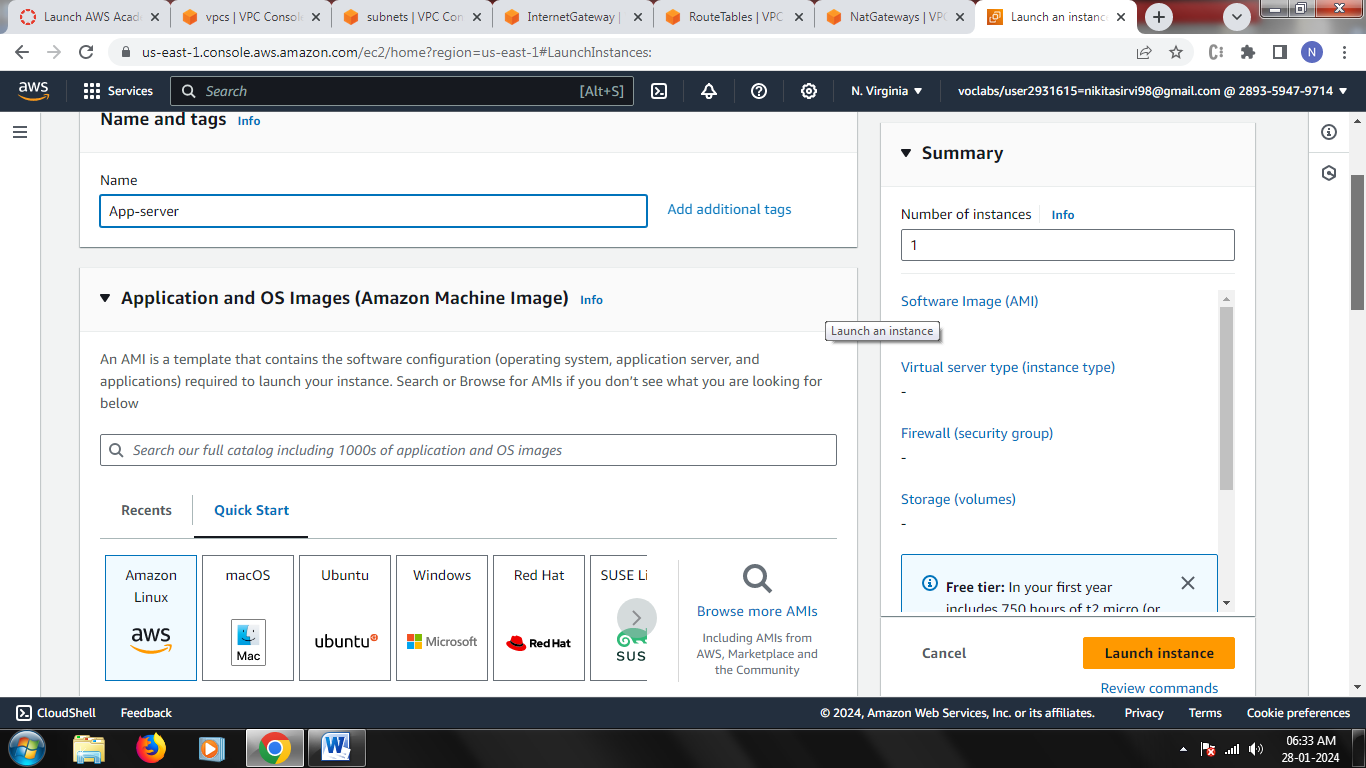 Launch AWS Acade
vpcs | VPC Consol
subnets | VPC Con
InternetGateway |
RouteTables | VPC
NatGateways | VPC
Launch an instance
us-east-1.console.aws.amazon.com/ec2/home?region=us-east-1#LaunchInstances:
N
aws
Services
Search
[Alt+S]
N. Virginia
voclabs/user2931615=nikitasirvi98@gmail.com @ 2893-5947-9714
Name and tags Info
Name
App-server
Add additional tags
Application and OS Images (Amazon Machine Image) Info
An AMI is a template that contains the software configuration (operating system, application server, and
applications) required to launch your instance. Search or Browse for AMIs if you don't see what you are looking for
below
Search our full catalog including 1000s of application and OS images
Recents
Quick Start
Amazon
Linux
aws
macOS
Mac
Ubuntu
ubuntu
Windows
Microsoft
Red Hat
Red Hat
SUSE Li
SUS
Browse more AMIs
Including AMIs from
AWS, Marketplace and
the Community
Summary
Number of instances Info
1
Software Image (AMI)
Launch an instance
Virtual server type (instance type)
-
Firewall (security group)
-
Storage (volumes)
-
Free tier: In your first year
includes 750 hours of t2.micro (or
Cancel
Launch instance
Review commands
CloudShell
Feedback
© 2024, Amazon Web Services, Inc. or its affiliates.
Privacy
Terms
Cookie preferences
06:33 AM
28-01-2024